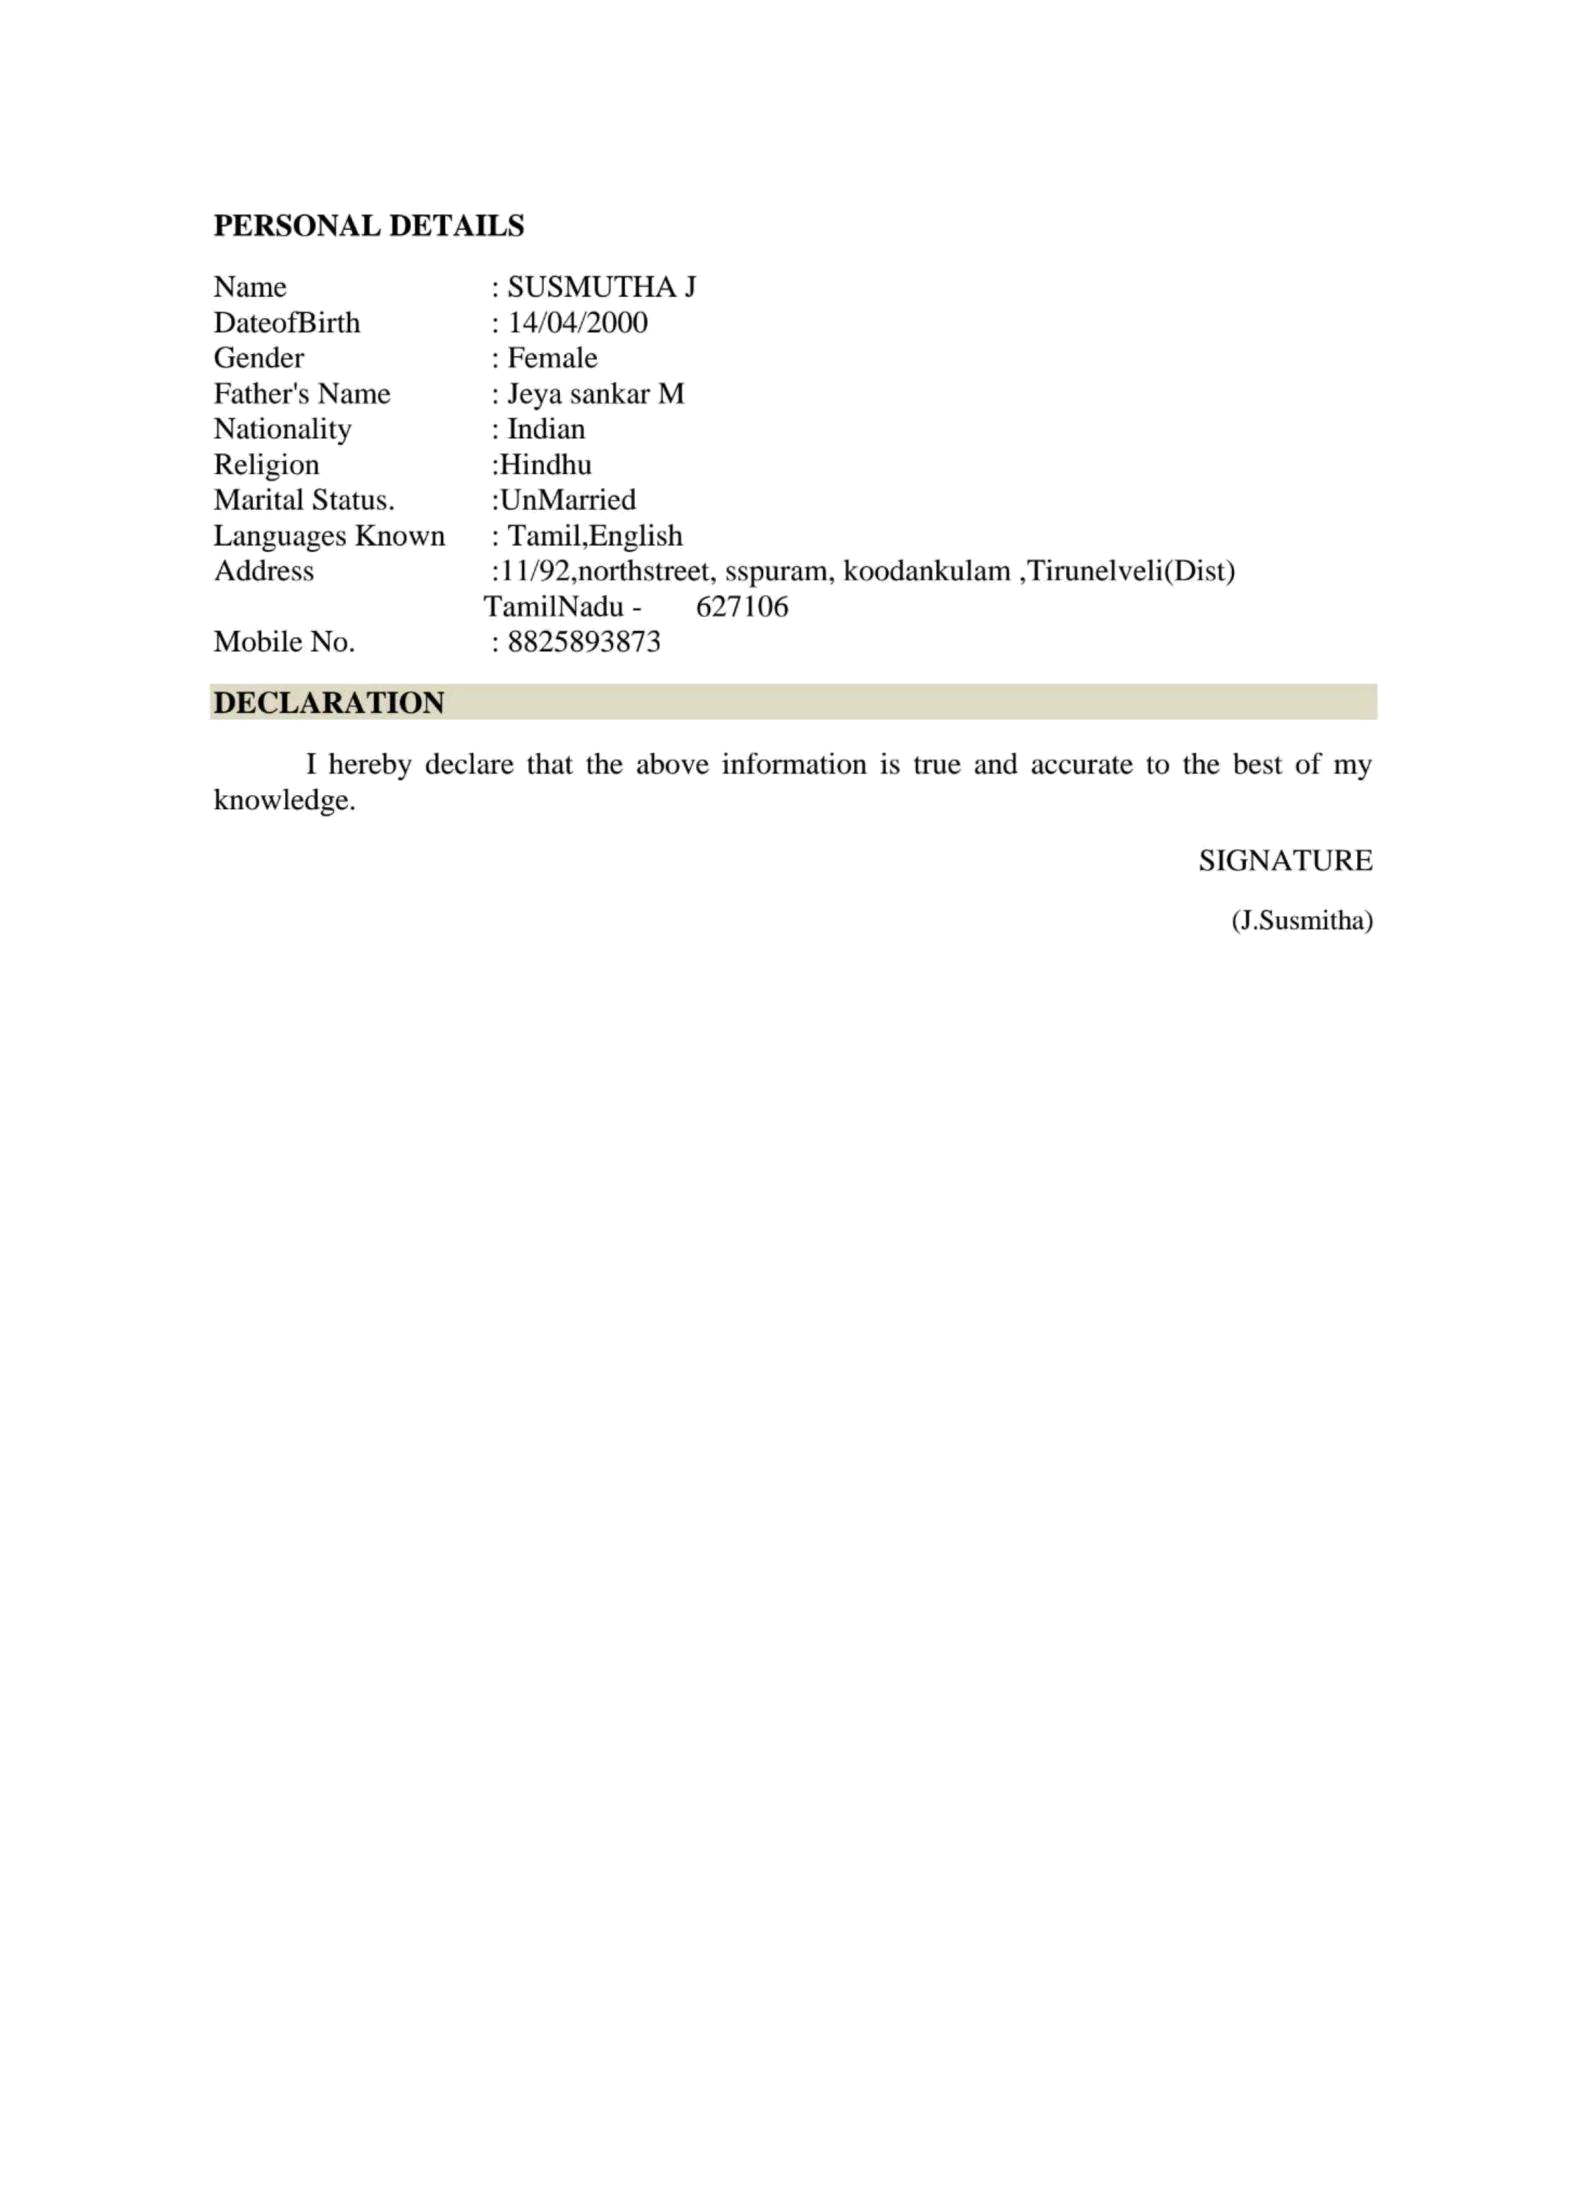 PERSONAL DETAILS
Name : SUSMUTHA J
DateofBirth : 14/04/2000
Gender : Female
Father's Name : Jeya sankar M
Nationality : Indian
Religion :Hindhu
Marital Status. :UnMarried
Languages Known : Tamil,English
Address :11/92,northstreet, sspuram, koodankulam ,Tirunelveli(Dist)
TamilNadu - 627106
Mobile No. : 8825893873
DECLARATION
I hereby declare that the above information is true and accurate to the best of my
knowledge.
SIGNATURE
(J.Susmitha)